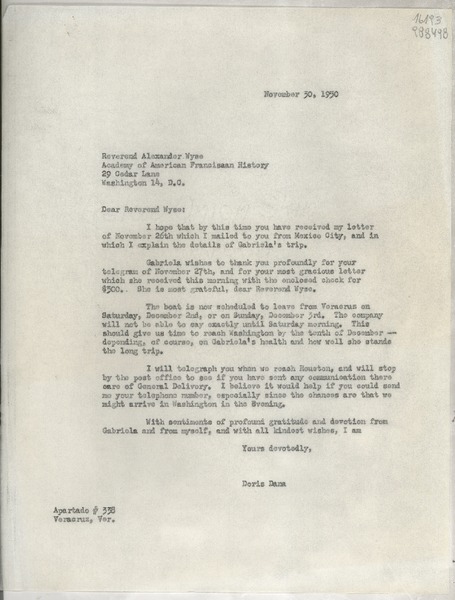 16193
988498
November 30, 1950
Reverend Alexander Wyse
Academy of American Franciscan History
29 Cedar Lane
Washington 14, D.C.
Dear Reverend Wyse:
I hope that by this time you have received my letter
of November 26th which I mailed to you from Mexico City, and in
which I explain the details of Gabriela's trip.
Gabriela wishes to thank you profoundly for your
telegram of November 27th, and for your most gracious letter
which she received this morning with the enclosed check for
$300.. She is most grateful, dear Reverend Wyse.
The boat is now scheduled to leave from Veracruz on
Saturday, December 2nd, or on Sunday, December 3rd. The company
will not be able to say exactly until Saturday morning. This
should give us time to reach Washington by the tenth of December —
depending, of course, on Gabriela's health and how well she stands
the long trip.
I will telegraph you when we reach Houston, and will stop
by the post office to see if you have sent any communication there
care of General Delivery. I believe it would help if you could send
me your telephone number, especially since the chances are that we
might arrive in Washington in the Evening.
With sentiments of profound gratitude and devotion from
Gabriela and from myself, and with all kindest wishes, I am
Yours devotedly,
Doris Dana
Apartado # 338
Veracruz, Ver.